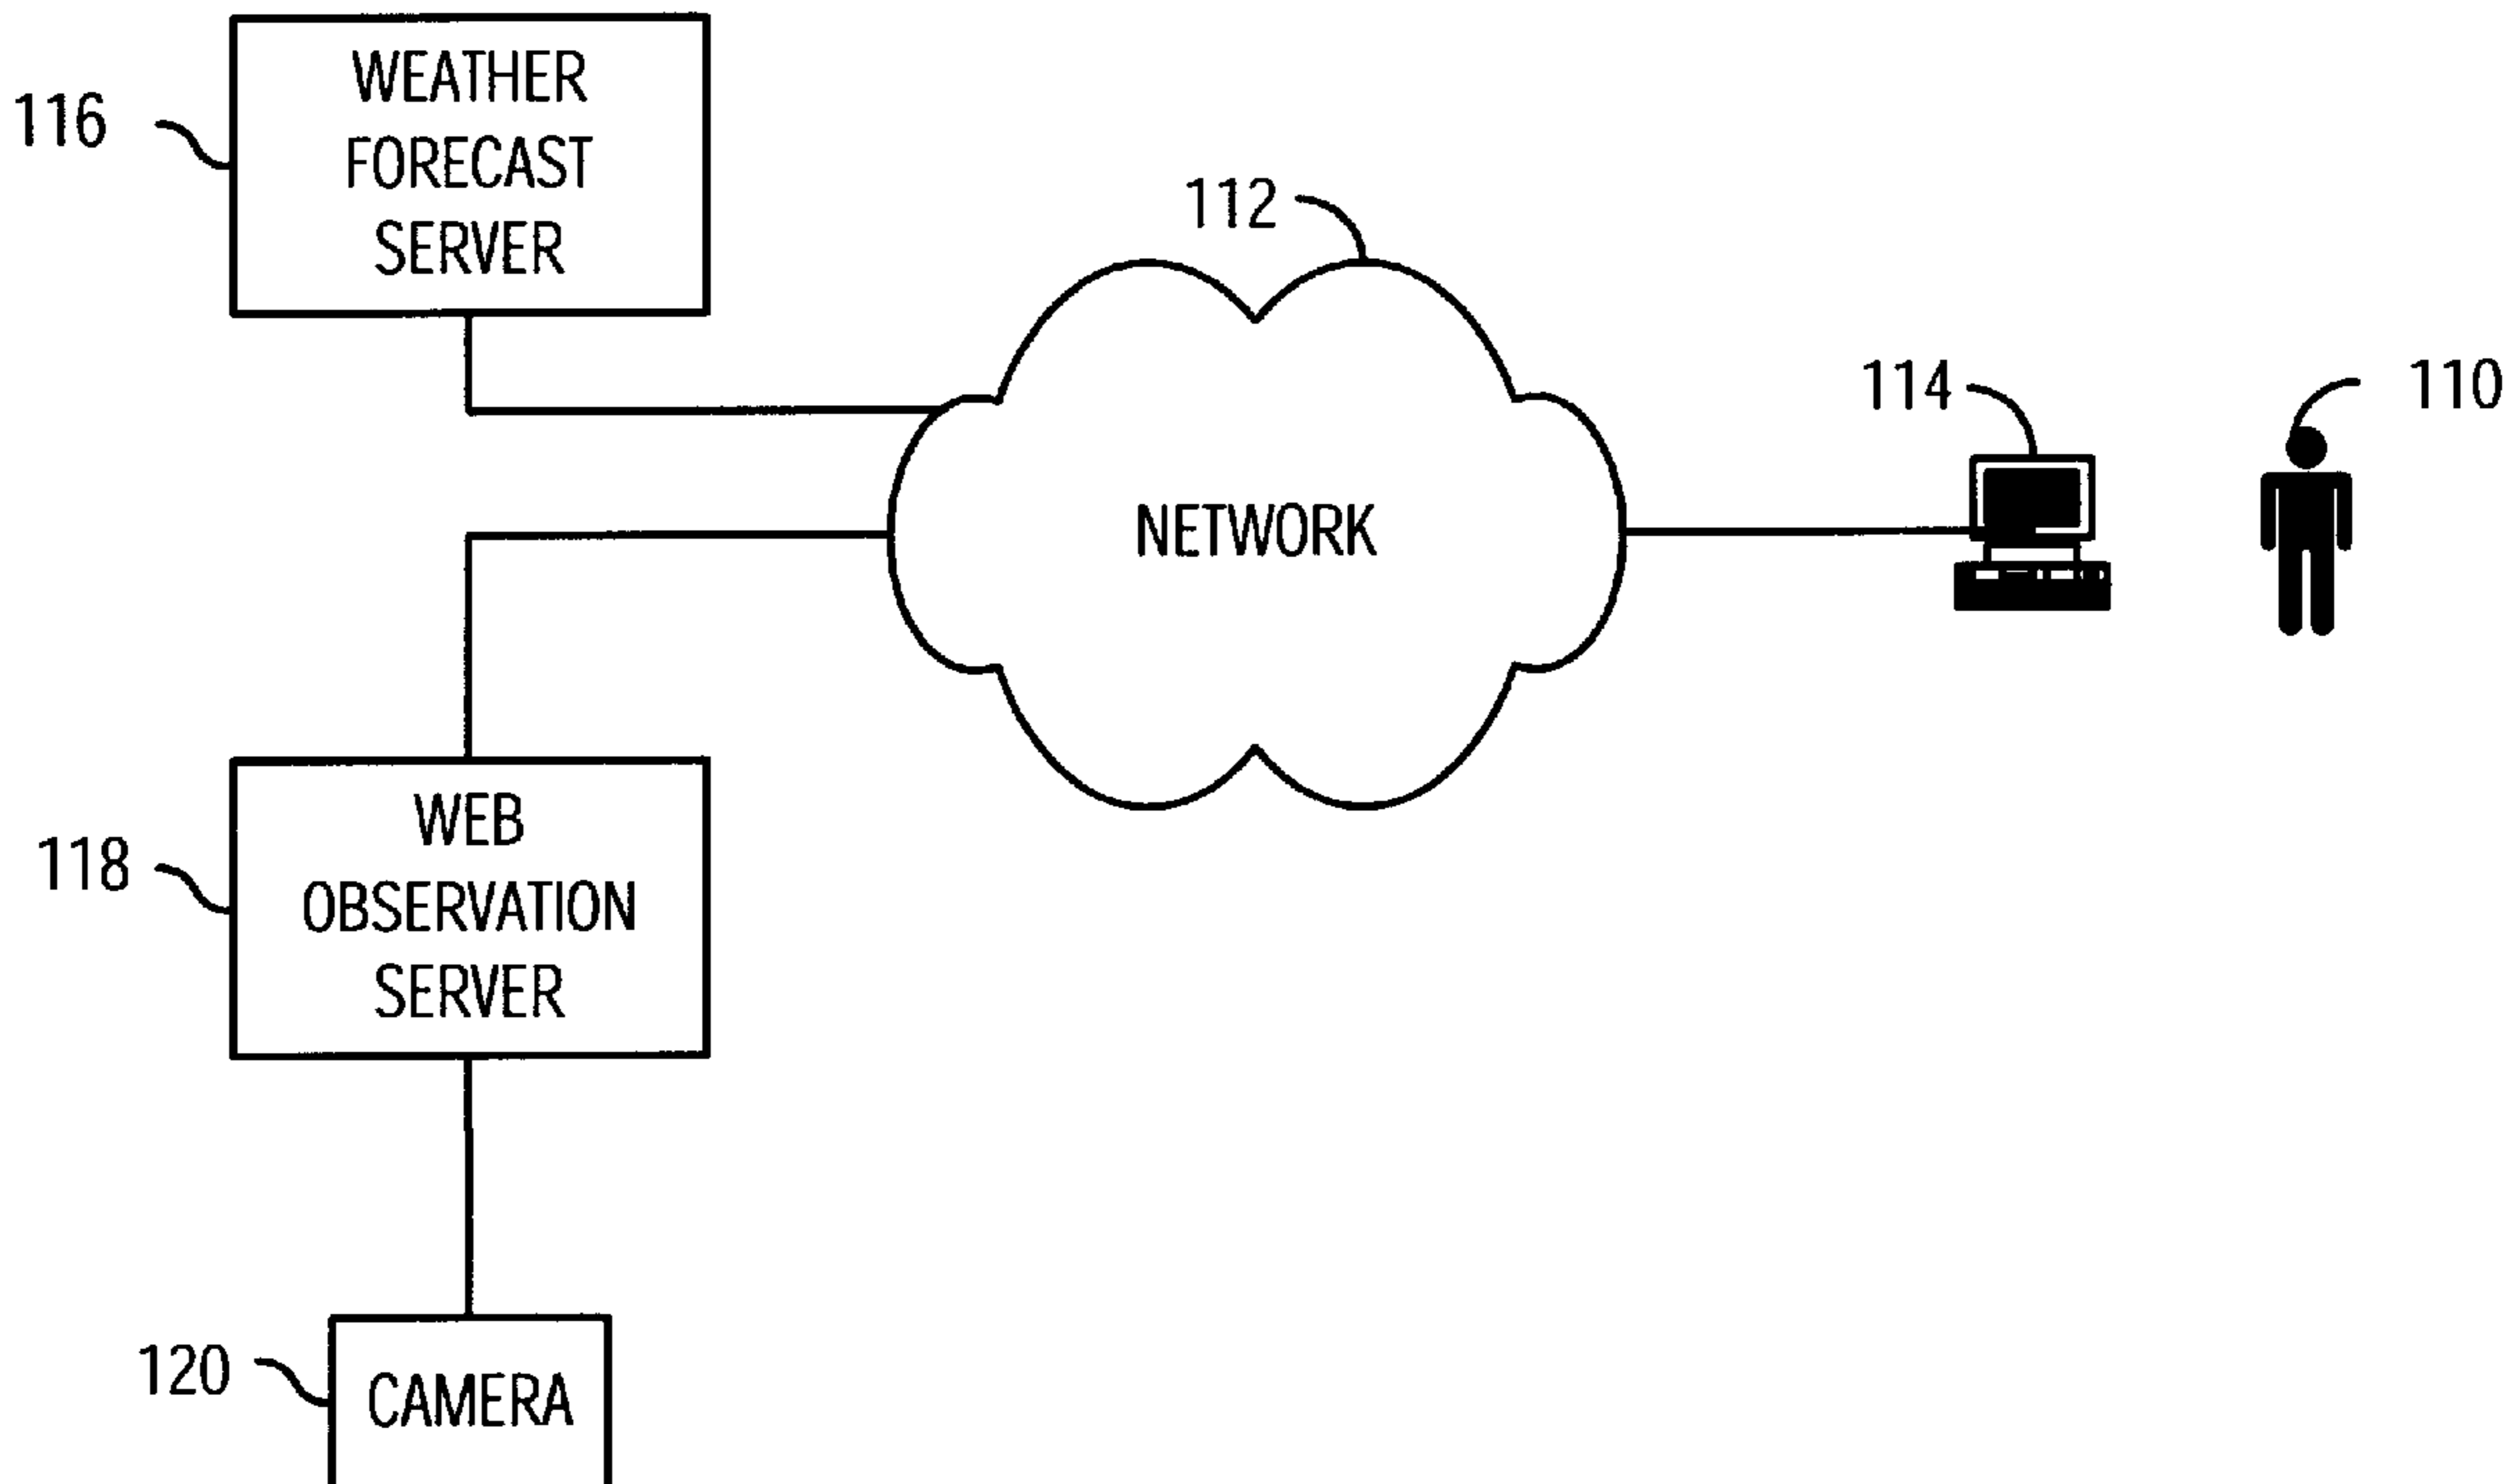 116
WEATHER
FORECAST
SERVER
112
NETWORK
114
110
118
WEB
OBSERVATION
SERVER
120
CAMERA